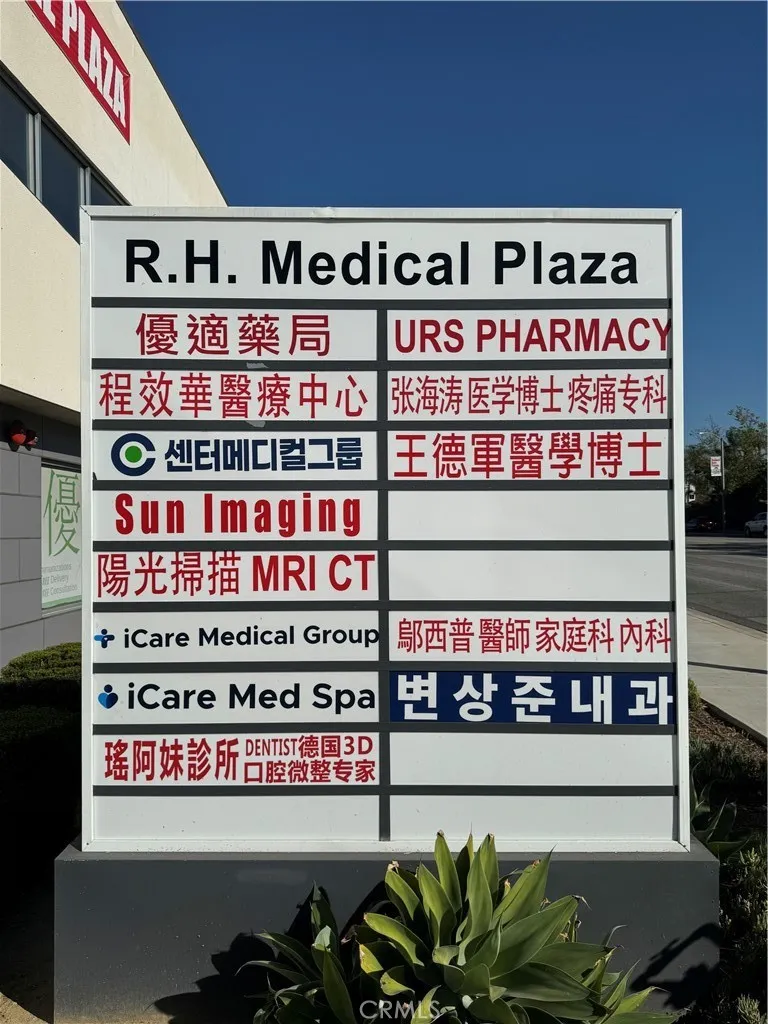 PLAZA
R.H. Medical Plaza
優適藥局
URS PHARMACY
程效華醫療中心
张海涛 医学博士 疼痛专科
센터메디컬그룹
王德軍醫學博士
Sun Imaging
陽光掃描 MRI CT
iCare Medical Group
鄔西普 醫師 家庭科 內科
iCare Med Spa
변상준내과
瑤阿妹診所
DENTIST德国3D
口腔微整专家
優
CRMLS